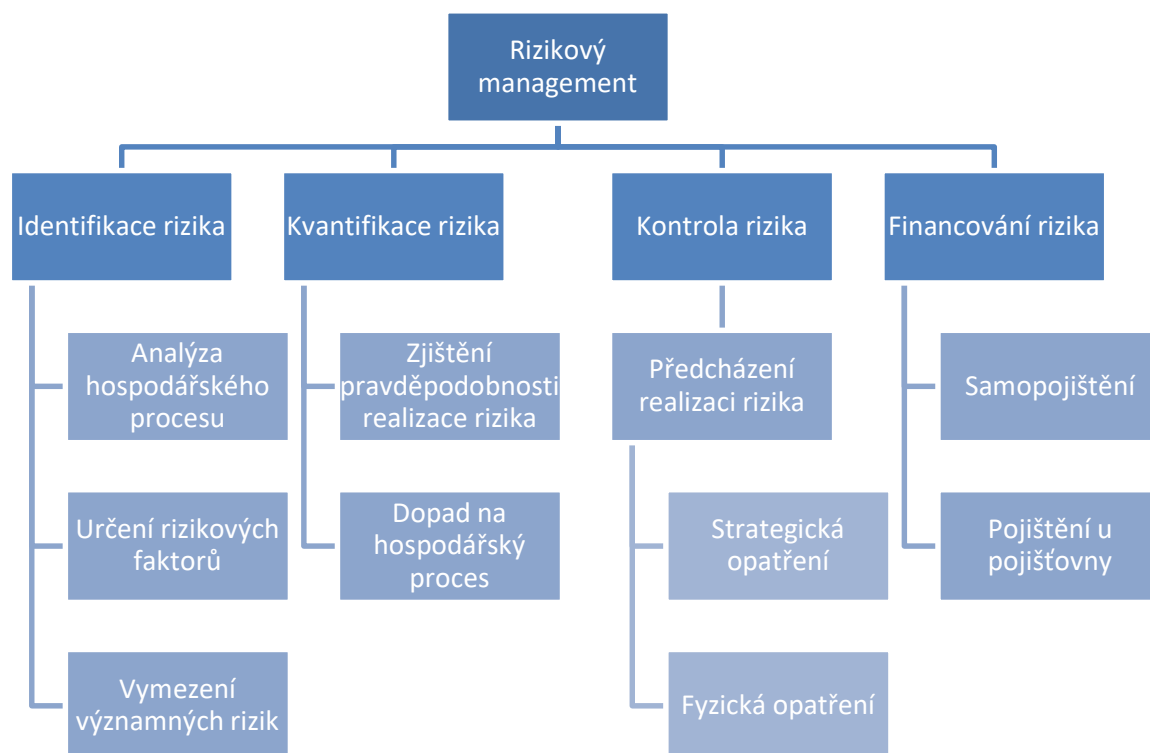 Rizikový
management
Identifikace rizika
Kvantifikace rizika
Kontrola rizika
Financování rizika
Analýza
hospodářského
procesu
Zjištění
pravděpodobnosti
realizace rizika
Předcházení
realizaci rizika
Samopojištění
Určení rizikových
faktorů
Dopad na
hospodářský
proces
Strategická
opatření
Pojištění u
pojišťovny
Vymezení
významných rizik
Fyzická opatření